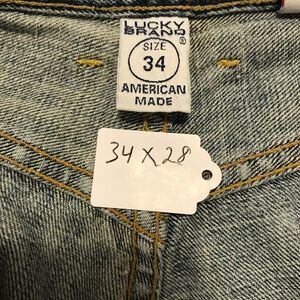 LUCKY
BRAND®
SIZE
34
AMERICAN
MADE
34 X 28